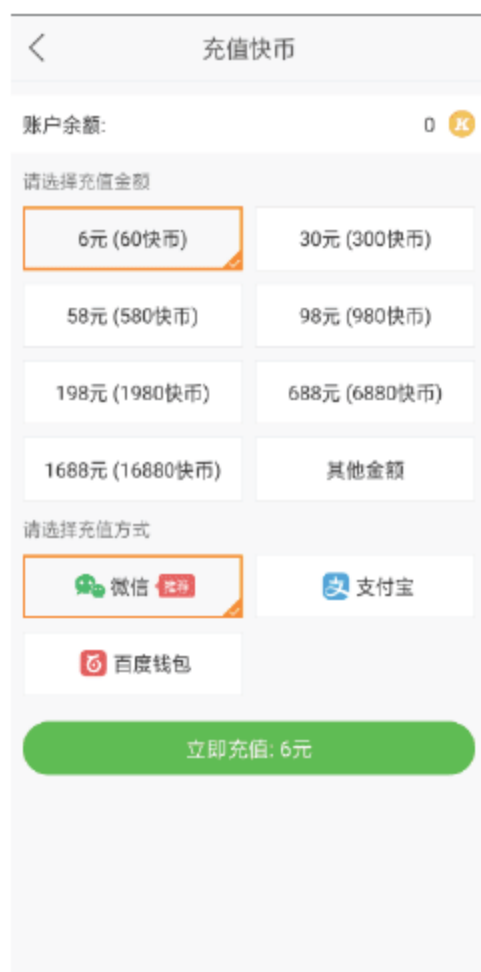 充值快币
账户余额: 0 K
请选择充值金额
6元 (60快币) 30元 (300快币)
58元 (580快币) 98元 (980快币)
198元 (1980快币) 688元 (6880快币)
1688元 (16880快币) 其他金额
请选择充值方式
微信 推荐 支 支付宝
百度钱包
立即充值: 6元